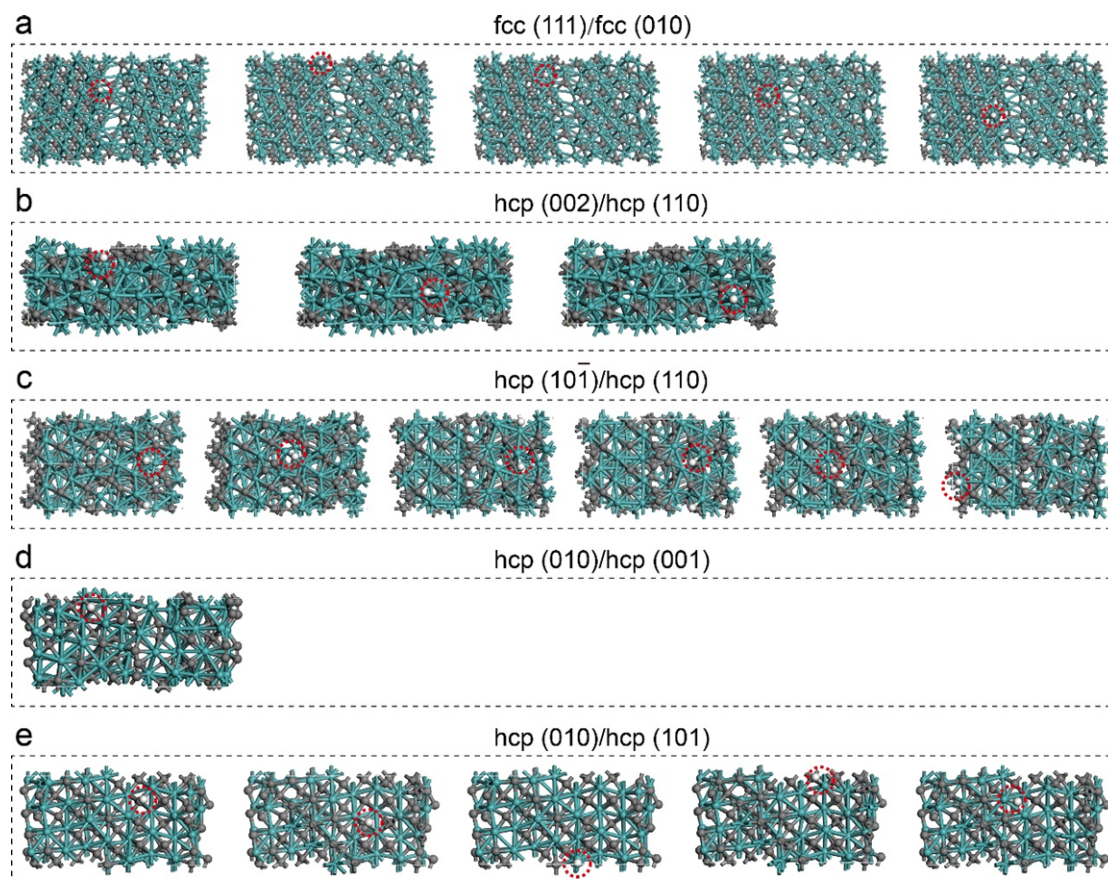 a
fcc (111)/fcc (010)
b
hcp (002)/hcp (110)
c
hcp (101̅)/hcp (110)
d
hcp (010)/hcp (001)
e
hcp (010)/hcp (101)